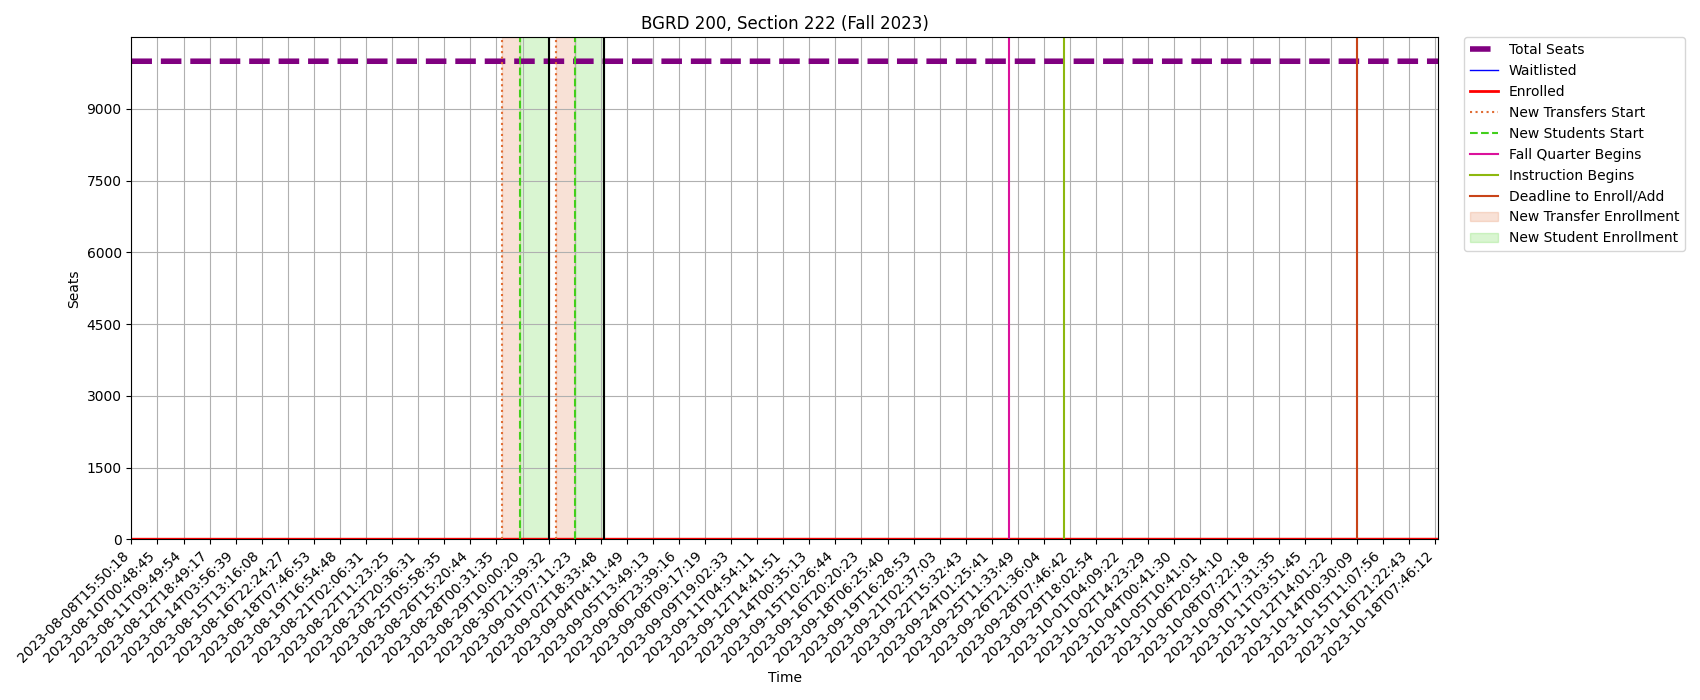 BGRD 200, Section 222 (Fall 2023)
Total Seats
Waitlisted
Enrolled
New Transfers Start
New Students Start
Fall Quarter Begins
Instruction Begins
Deadline to Enroll/Add
New Transfer Enrollment
New Student Enrollment
Seats
9000
7500
6000
4500
3000
1500
0
2023-08-08T15:50:18
2023-08-10T00:48:45
2023-08-11T09:49:54
2023-08-12T18:49:17
2023-08-14T03:56:39
2023-08-15T13:16:08
2023-08-16T22:24:27
2023-08-18T07:46:53
2023-08-19T16:54:48
2023-08-21T02:06:31
2023-08-22T11:23:25
2023-08-23T20:36:31
2023-08-25T05:58:35
2023-08-26T15:20:44
2023-08-28T00:31:35
2023-08-29T10:00:20
2023-08-30T21:39:32
2023-09-01T07:11:23
2023-09-02T18:33:48
2023-09-04T04:11:49
2023-09-05T13:49:13
2023-09-06T23:39:16
2023-09-08T09:17:19
2023-09-09T19:02:33
2023-09-11T04:54:11
2023-09-12T14:41:51
2023-09-14T00:35:13
2023-09-15T10:26:44
2023-09-16T20:20:23
2023-09-18T06:25:40
2023-09-19T16:28:53
2023-09-21T02:37:03
2023-09-22T15:32:43
2023-09-24T01:25:41
2023-09-25T11:33:49
2023-09-26T21:36:04
2023-09-28T07:46:42
2023-09-29T18:02:54
2023-10-01T04:09:22
2023-10-02T14:23:29
2023-10-04T00:41:30
2023-10-05T10:41:01
2023-10-06T20:54:10
2023-10-08T07:22:18
2023-10-09T17:31:35
2023-10-11T03:51:45
2023-10-12T14:01:22
2023-10-14T00:30:09
2023-10-15T11:07:56
2023-10-16T21:22:43
2023-10-18T07:46:12
Time